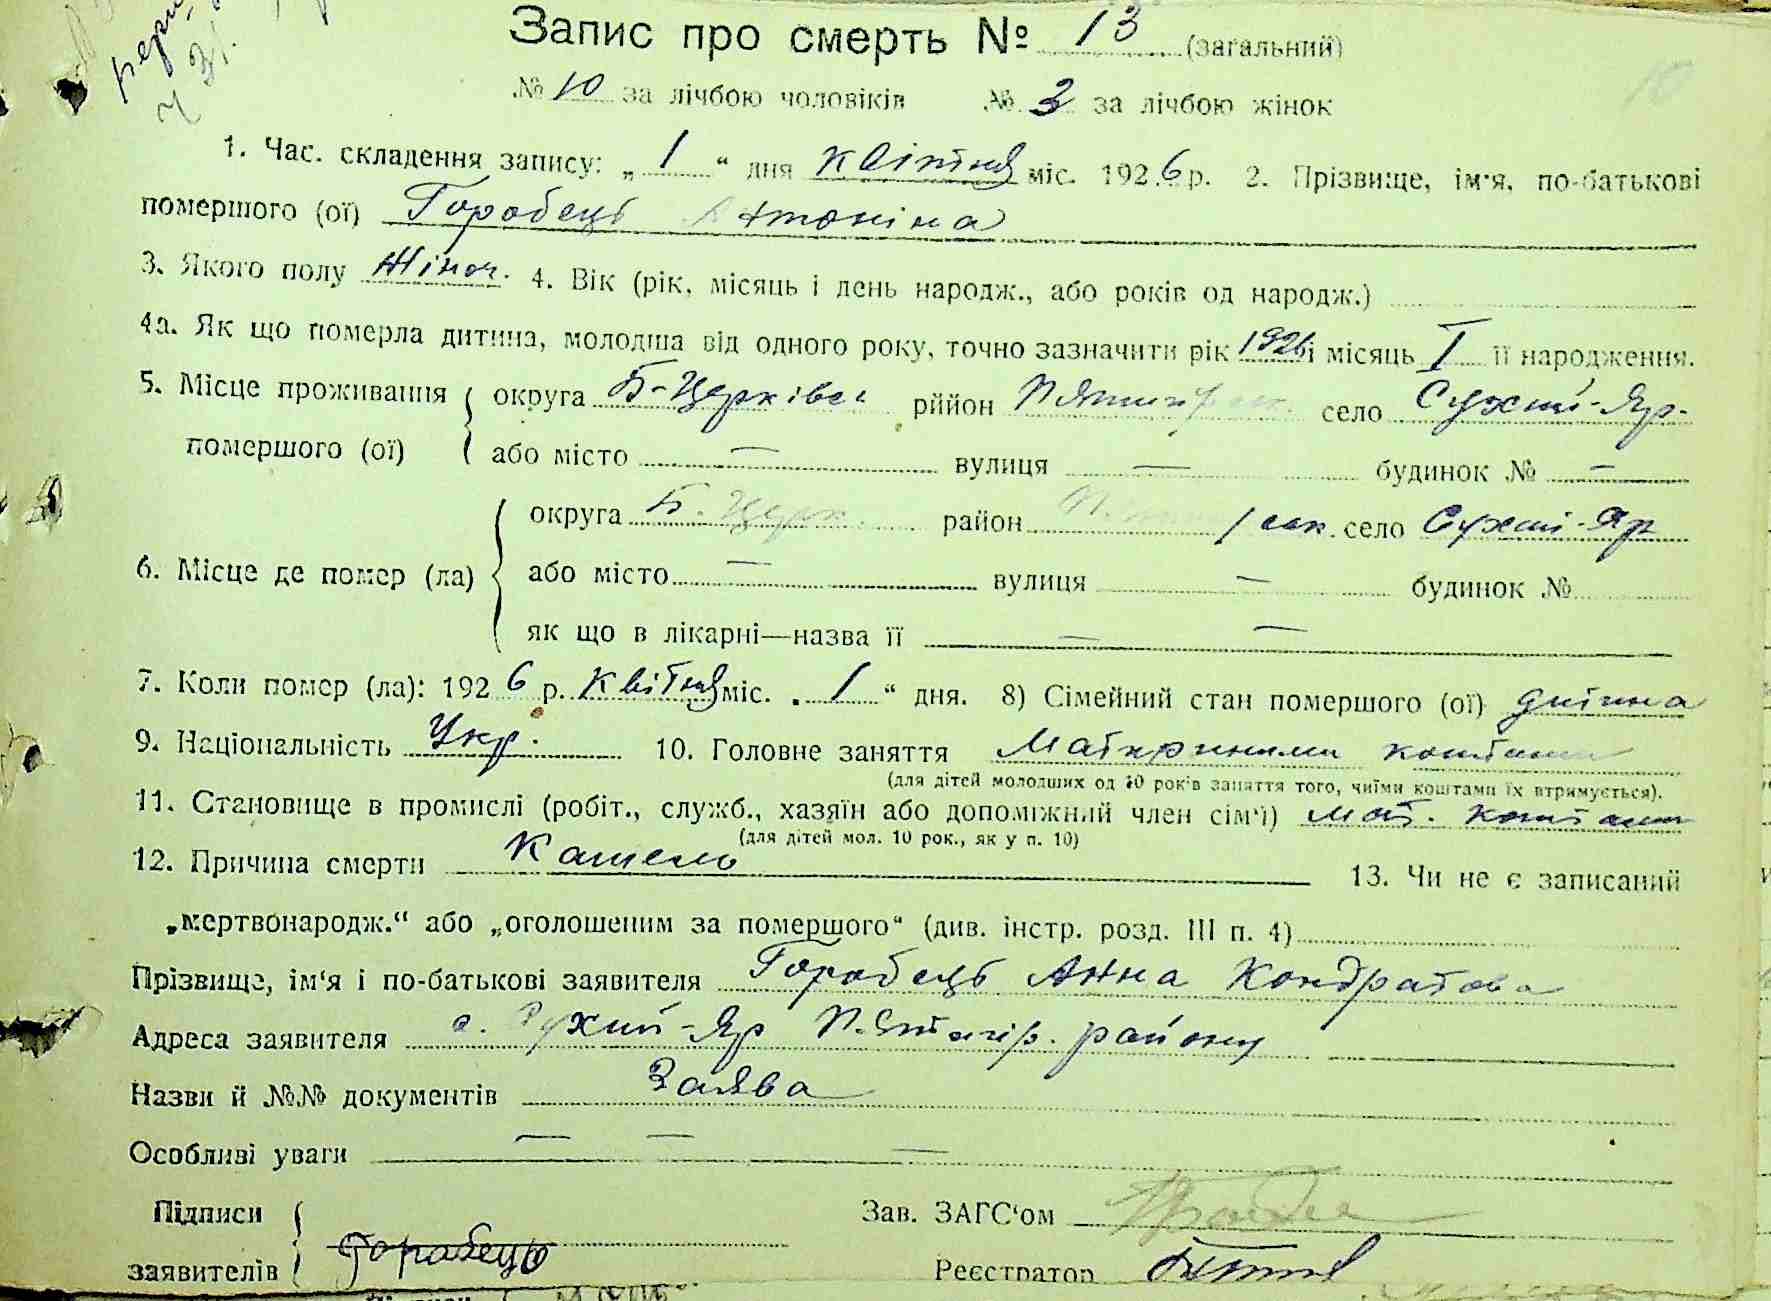 Запис про смерть № 13 (загальний)
№ 10 за лічбою чоловіків № 3 за лічбою жінок
1. Час. складення запису: „ 1 “ дня Квітня міс. 1926 р. 2. Прізвище, ім'я, по-батькові
помершого (ої) Горобець Антоніна
3. Якого полу Жіноч. 4. Вік (рік, місяць і день народж., або років од народж.)
4а. Як що померла дитина, молодша від одного року, точно зазначити рік 1926 і місяць I її народження.
5. Місце проживання помершого (ої) округа Б-Церківс район П'ятигорськ. село Сухий-Яр-
або місто — вулиця — будинок № —
6. Місце де помер (ла) округа Б. Церк. район село Сухий-Яр
або місто — вулиця — будинок №
як що в лікарні—назва її — —
7. Коли помер (ла): 1926 р. Квітня міс. „ 1 “ дня. 8) Сімейний стан помершого (ої) дитина
9. Національність Укр. 10. Головне заняття Материними коштами
(для дітей молодших од 10 років заняття того, чиїми коштами їх втримується).
11. Становище в промислі (робіт., служб., хазяїн або допоміжний член сім'ї) мат. коштами
(для дітей мол. 10 рок., як у п. 10)
12. Причина смерти Кашель 13. Чи не є записаний
„мертвонародж.“ або „оголошеним за помершого“ (див. інстр. розд. III п. 4)
Прізвище, ім'я і по-батькові заявителя Горобець Анна Кондратова
Адреса заявителя с. Сухий-Яр П'ятигір. району
Назви й №№ документів Заява
Особливі уваги — — —
Підписи заявителів Горобець
Зав. ЗАГС'ом
Реєстратор